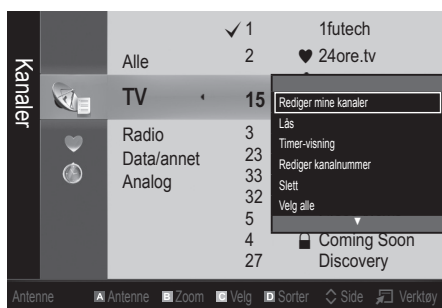 Kanaler
✓ 1 1futech
Alle 2 ♥ 24ore.tv
TV 15
Radio 3
Data/annet 23
Analog 33
32
5
4 Coming Soon
27 Discovery
Rediger mine kanaler
Lås
Timer-visning
Rediger kanalnummer
Slett
Velg alle
▼
Antenne A Antenne B Zoom C Velg D Sorter Side Verktøy